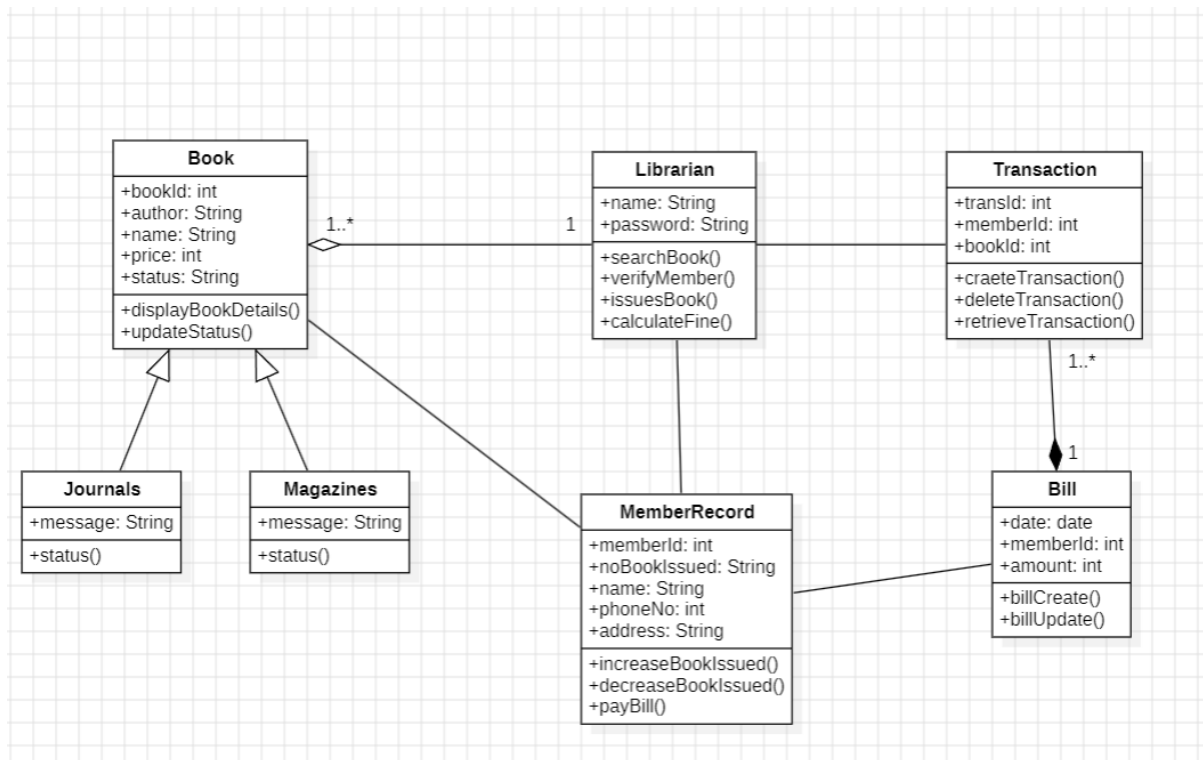 Book
+bookId: int
+author: String
+name: String
+price: int
+status: String
+displayBookDetails()
+updateStatus()
1..*
1
Librarian
+name: String
+password: String
+searchBook()
+verifyMember()
+issuesBook()
+calculateFine()
Transaction
+transId: int
+memberId: int
+bookId: int
+craeteTransaction()
+deleteTransaction()
+retrieveTransaction()
1..*
1
Journals
+message: String
+status()
Magazines
+message: String
+status()
MemberRecord
+memberId: int
+noBookIssued: String
+name: String
+phoneNo: int
+address: String
+increaseBookIssued()
+decreaseBookIssued()
+payBill()
Bill
+date: date
+memberId: int
+amount: int
+billCreate()
+billUpdate()